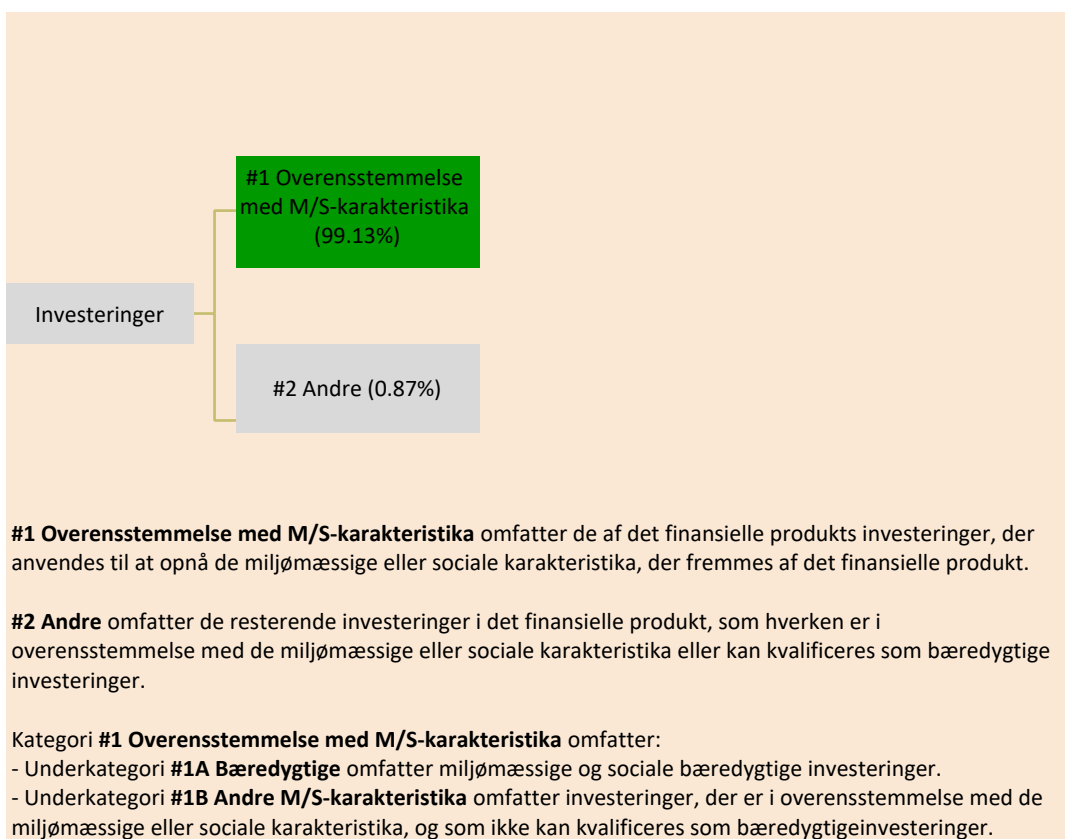 #1 Overensstemmelse
med M/S-karakteristika
(99.13%)
Investeringer
#2 Andre (0.87%)
#1 Overensstemmelse med M/S-karakteristika omfatter de af det finansielle produkts investeringer, der
anvendes til at opnå de miljømæssige eller sociale karakteristika, der fremmes af det finansielle produkt.
#2 Andre omfatter de resterende investeringer i det finansielle produkt, som hverken er i
overensstemmelse med de miljømæssige eller sociale karakteristika eller kan kvalificeres som bæredygtige
investeringer.
Kategori #1 Overensstemmelse med M/S-karakteristika omfatter:
- Underkategori #1A Bæredygtige omfatter miljømæssige og sociale bæredygtige investeringer.
- Underkategori #1B Andre M/S-karakteristika omfatter investeringer, der er i overensstemmelse med de
miljømæssige eller sociale karakteristika, og som ikke kan kvalificeres som bæredygtigeinvesteringer.